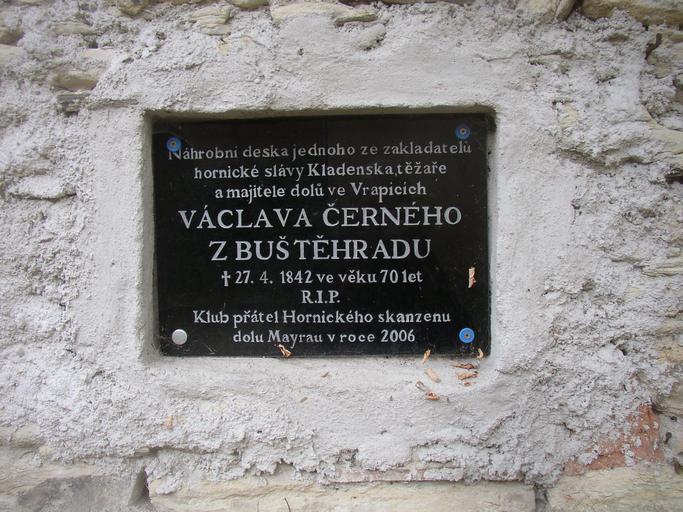 Náhrobní deska jednoho ze zakladatelů
hornické slávy Kladenska, těžaře
a majitele dolů ve Vrapicích
VÁCLAVA ČERNÉHO
Z BUŠTĚHRADU
✝27. 4. 1842 ve věku 70 let
R.I.P.
Klub přátel Hornického skanzenu
dolu Mayrau v roce 2006